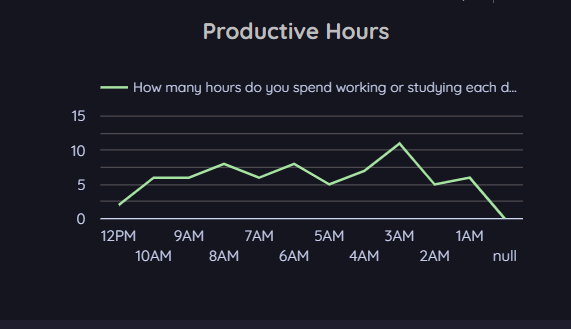 Productive Hours
How many hours do you spend working or studying each d...
15
10
5
0
12PM 9AM 7AM 5AM 3AM 1AM
10AM 8AM 6AM 4AM 2AM null